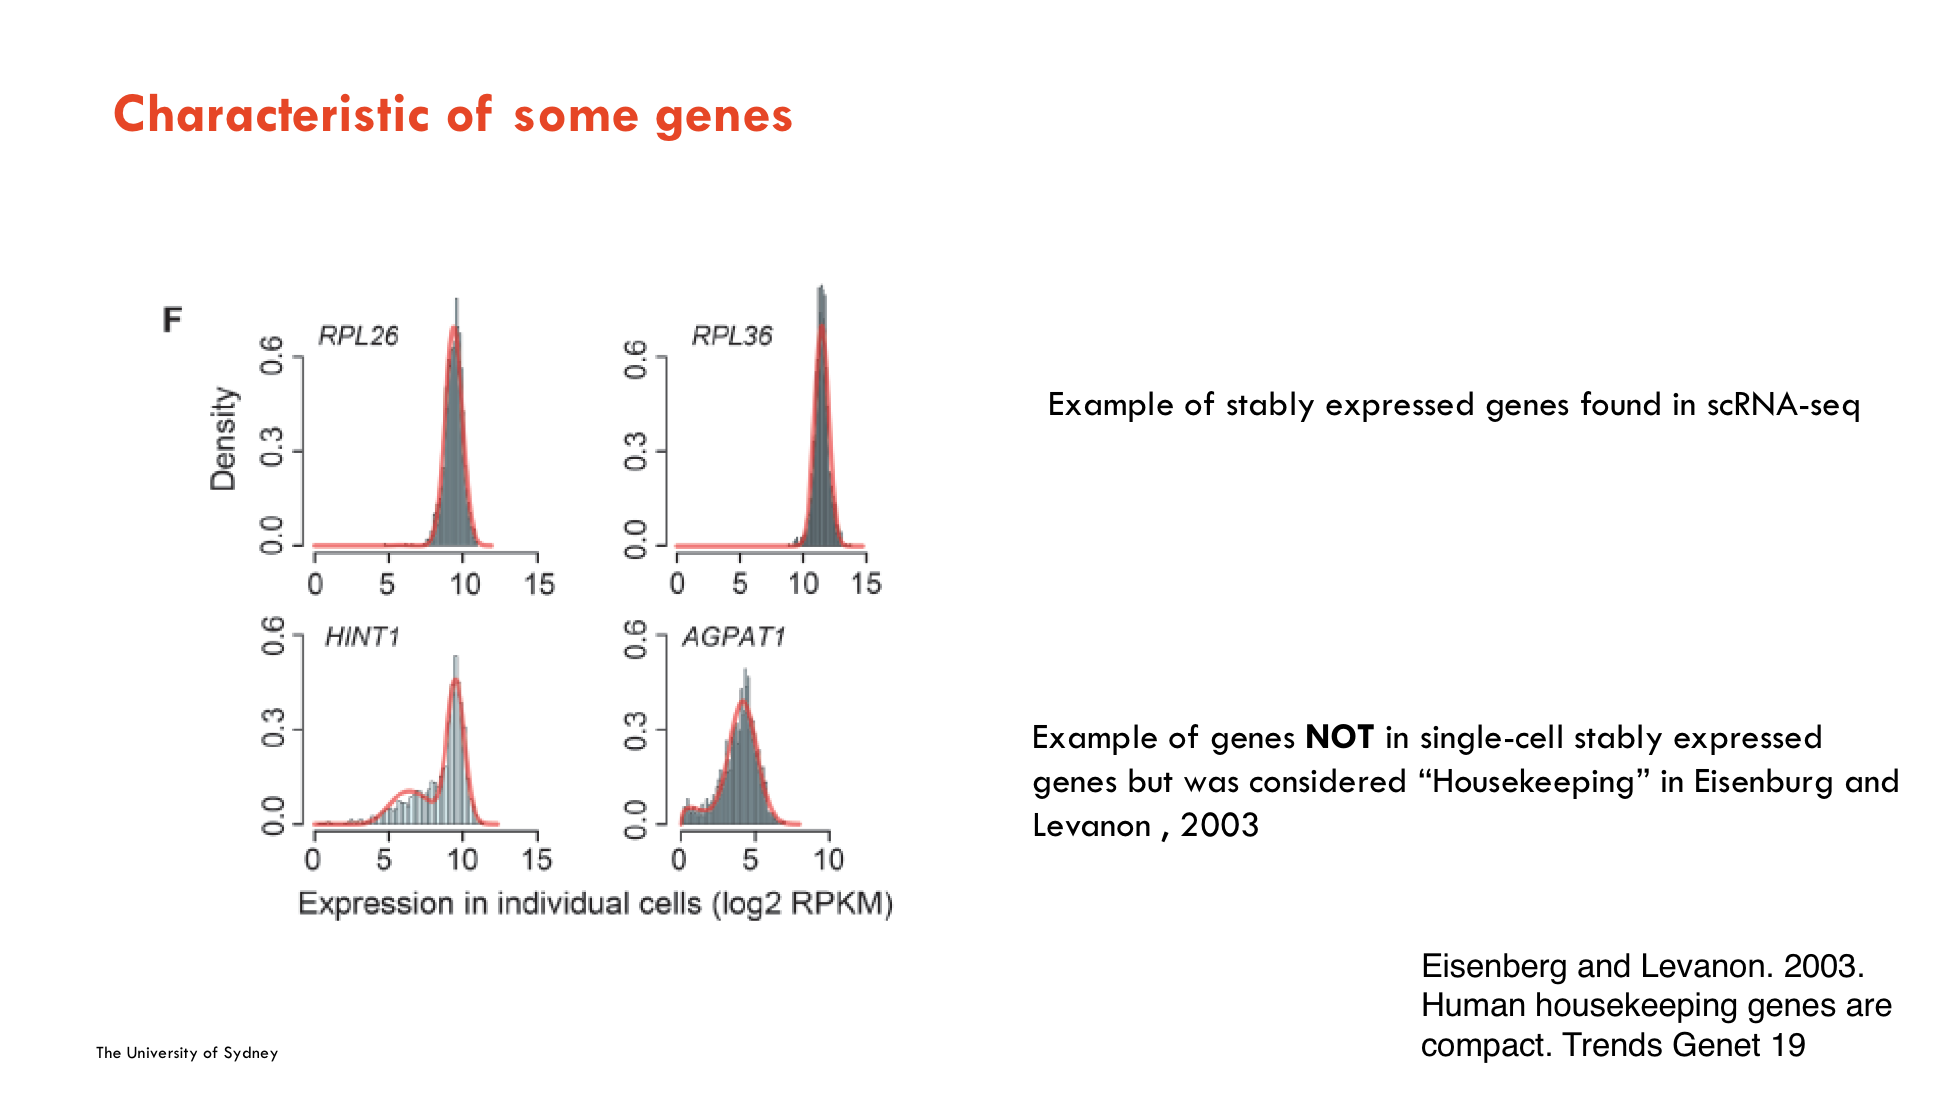 Characteristic of some genes
F
RPL26
RPL36
Density
0.0 0.3 0.6
0 5 10 15
0.0 0.3 0.6
0 5 10 15
Example of stably expressed genes found in scRNA-seq
HINT1
AGPAT1
0.0 0.3 0.6
0 5 10 15
0.0 0.3 0.6
0 5 10
Expression in individual cells (log2 RPKM)
Example of genes NOT in single-cell stably expressed
genes but was considered “Housekeeping” in Eisenburg and
Levanon , 2003
Eisenberg and Levanon. 2003.
Human housekeeping genes are
compact. Trends Genet 19
The University of Sydney